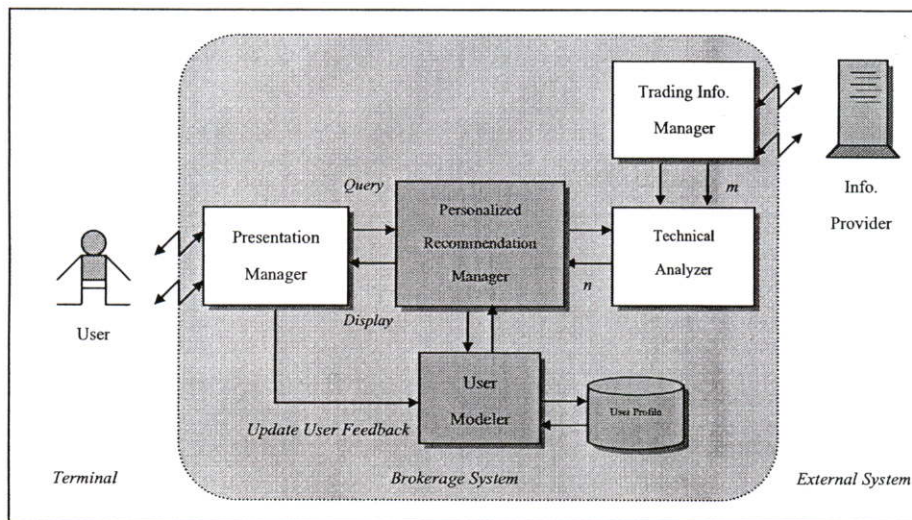 Trading Info.
Manager
m
Info.
Provider
Query
Personalized
Recommendation
Manager
Presentation
Manager
Technical
Analyzer
n
User
Display
User
Modeler
User Profile
Update User Feedback
Terminal
Brokerage System
External System